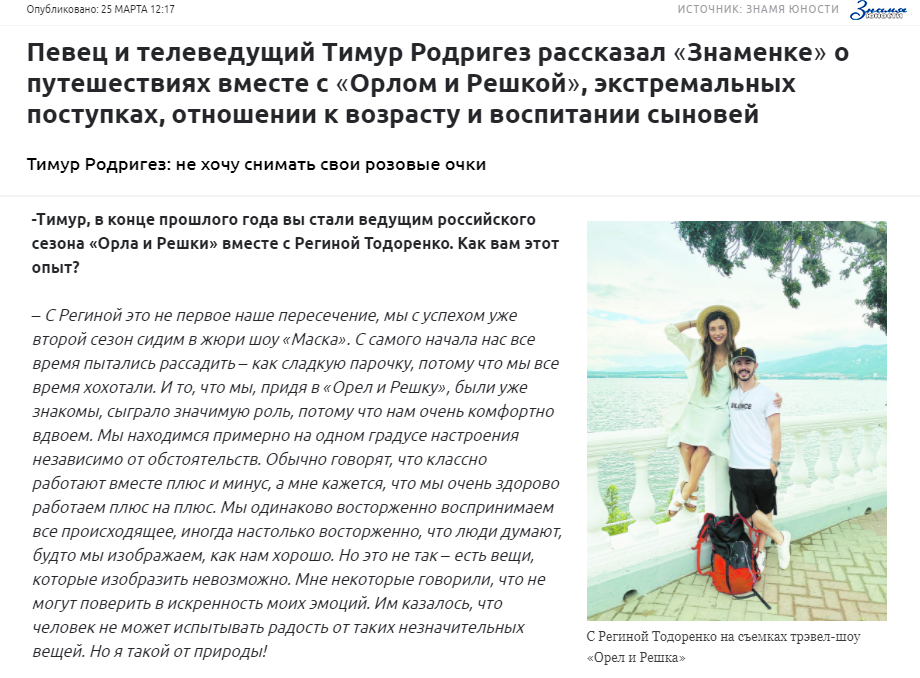 Опубликовано: 25 МАРТА 12:17
ИСТОЧНИК: ЗНАМЯ ЮНОСТИ
Знамя
ЮНОСТИ
Певец и телеведущий Тимур Родригез рассказал «Знаменке» о
путешествиях вместе с «Орлом и Решкой», экстремальных
поступках, отношении к возрасту и воспитании сыновей
Тимур Родригез: не хочу снимать свои розовые очки
-Тимур, в конце прошлого года вы стали ведущим российского
сезона «Орла и Решки» вместе с Региной Тодоренко. Как вам этот
опыт?
– С Региной это не первое наше пересечение, мы с успехом уже
второй сезон сидим в жюри шоу «Маска». С самого начала нас все
время пытались рассадить – как сладкую парочку, потому что мы все
время хохотали. И то, что мы, придя в «Орел и Решку», были уже
знакомы, сыграло значимую роль, потому что нам очень комфортно
вдвоем. Мы находимся примерно на одном градусе настроения
независимо от обстоятельств. Обычно говорят, что классно
работают вместе плюс и минус, а мне кажется, что мы очень здорово
работаем плюс на плюс. Мы одинаково восторженно воспринимаем
все происходящее, иногда настолько восторженно, что люди думают,
будто мы изображаем, как нам хорошо. Но это не так – есть вещи,
которые изобразить невозможно. Мне некоторые говорили, что не
могут поверить в искренность моих эмоций. Им казалось, что
человек не может испытывать радость от таких незначительных
вещей. Но я такой от природы!
С Региной Тодоренко на съемках трэвел-шоу
«Орел и Решка»